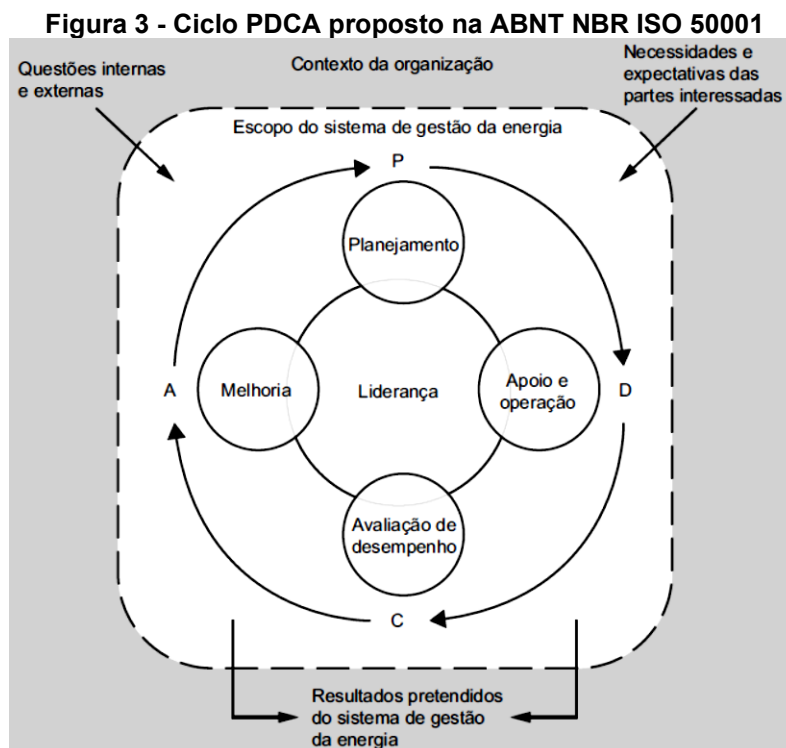 Figura 3 - Ciclo PDCA proposto na ABNT NBR ISO 50001
Questões internas
e externas
Contexto da organização
Necessidades e
expectativas das
partes interessadas
Escopo do sistema de gestão da energia
P
Planejamento
A
Melhoria
Liderança
Apoio e
operação
D
Avaliação de
desempenho
C
Resultados pretendidos
do sistema de gestão
da energia